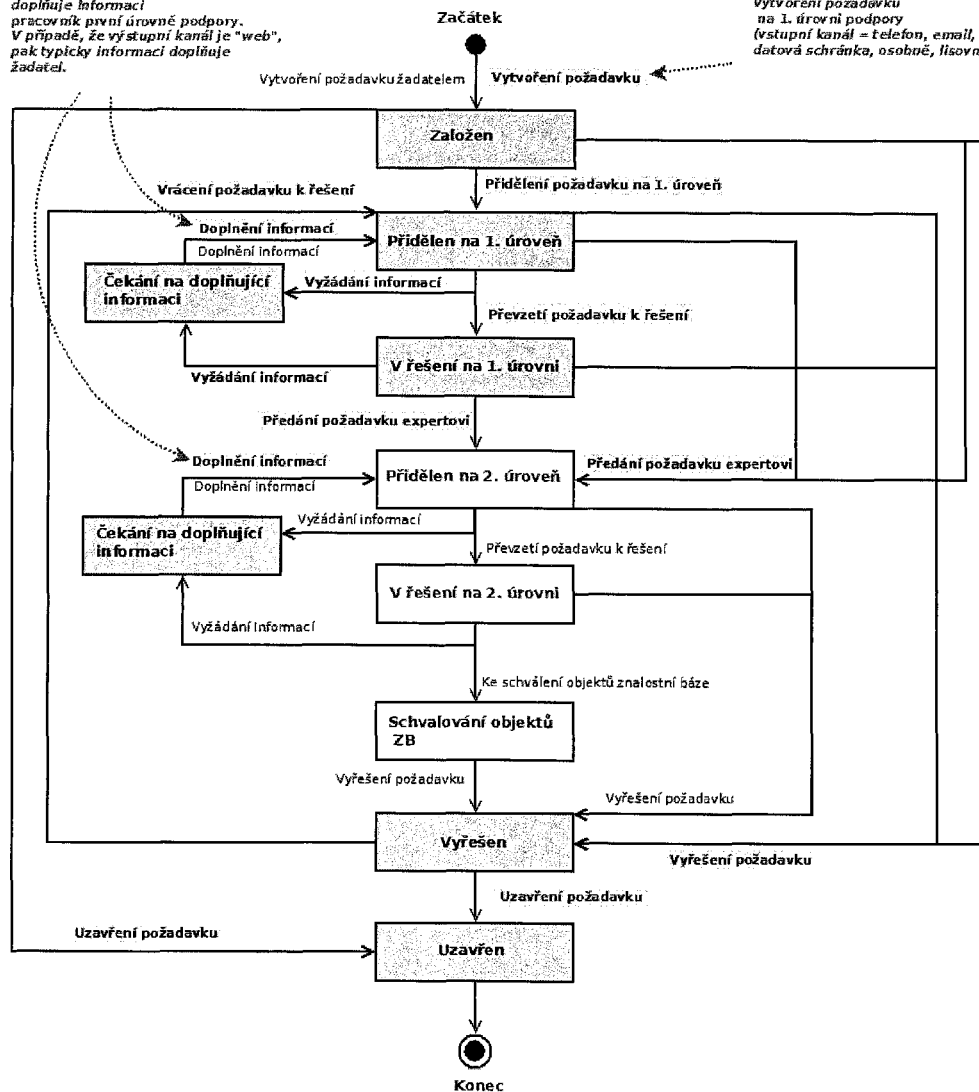 doplňuje informaci
pracovník první úrovně podpory.
V případě, že výstupní kanál je "web",
pak typicky informaci doplňuje
žadatel.
Vytvoření požadavku
na 1. úrovni podpory
(vstupní kanál = telefon, email,
datová schránka, osobně,
Začátek
Vytvoření požadavku žadatelem
Vytvoření požadavku
Založen
Přidělení požadavku na 1. úroveň
Vrácení požadavku k řešení
Doplnění informací
Doplnění informací
Přidělen na 1. úroveň
Čekání na doplňující
informaci
Vyžádání informací
Převzetí požadavku k řešení
V řešení na 1. úrovni
Vyžádání informací
Předání požadavku expertovi
Doplnění informací
Doplnění informací
Přidělen na 2. úroveň
Předání požadavku expertovi
Vyžádání informací
Čekání na doplňující
informaci
Převzetí požadavku k řešení
V řešení na 2. úrovni
Vyžádání informací
Ke schválení objektů znalostní báze
Schvalování objektů
ZB
Vyřešení požadavku
Vyřešení požadavku
Vyřešen
Vyřešení požadavku
Uzavření požadavku
Uzavření požadavku
Uzavřen
Konec